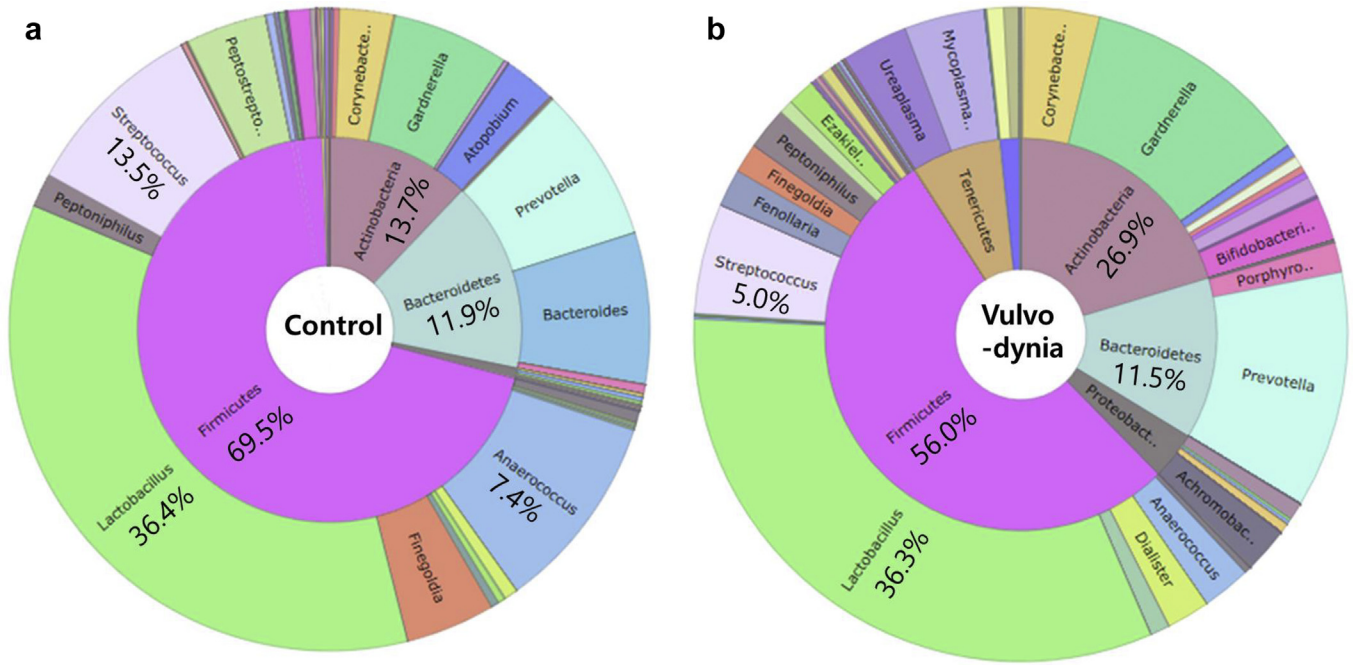 a
Corynebacte..
Gardnerella
Atopobium
Prevotella
Bacteroides
Anaerococcus
7.4%
Finegoldia
Lactobacillus
36.4%
Peptoniphilus
Streptococcus
13.5%
Peptostrepto..
Actinobacteria
13.7%
Bacteroidetes
11.9%
Firmicutes
69.5%
Control
b
Corynebacte..
Gardnerella
Bifidobacteri..
Porphyro..
Prevotella
Achromobac..
Anaerococcus
Dialister
Lactobacillus
36.3%
Streptococcus
5.0%
Fenollaria
Finegoldia
Peptoniphilus
Ezakiel..
Ureaplasma
Mycoplasma..
Tenericutes
Actinobacteria
26.9%
Bacteroidetes
11.5%
Proteobact..
Firmicutes
56.0%
Vulvo
-dynia